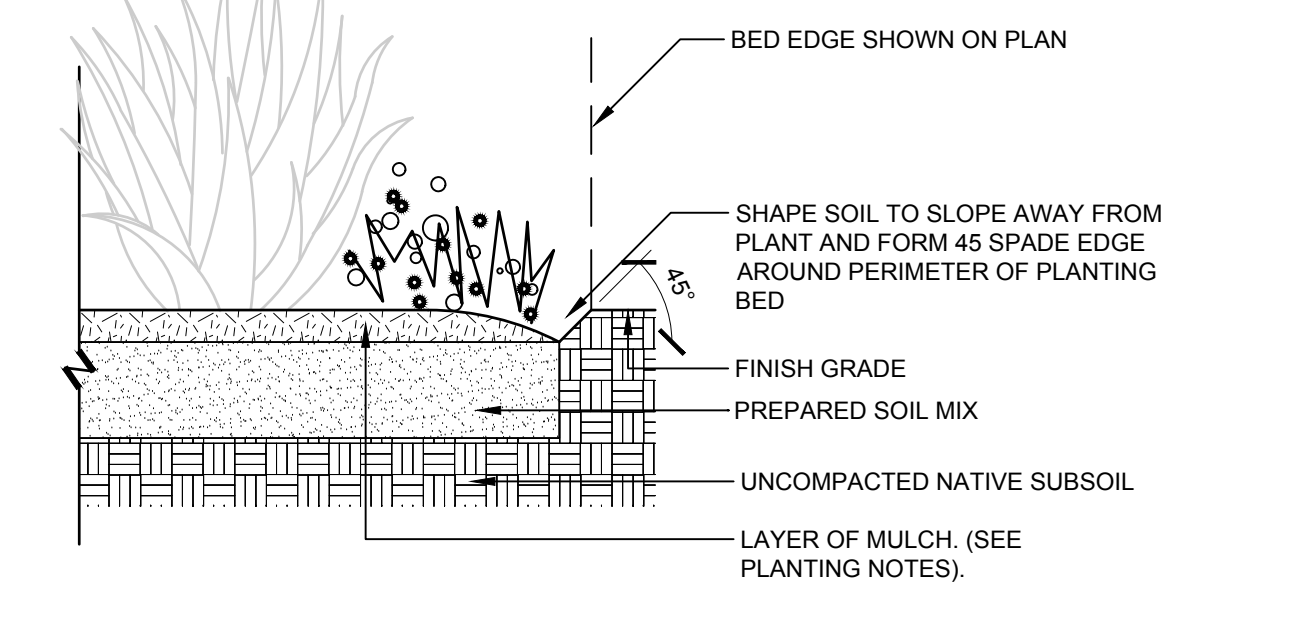 BED EDGE SHOWN ON PLAN
SHAPE SOIL TO SLOPE AWAY FROM
PLANT AND FORM 45 SPADE EDGE
AROUND PERIMETER OF PLANTING
BED
45°
FINISH GRADE
PREPARED SOIL MIX
UNCOMPACTED NATIVE SUBSOIL
LAYER OF MULCH. (SEE
PLANTING NOTES).